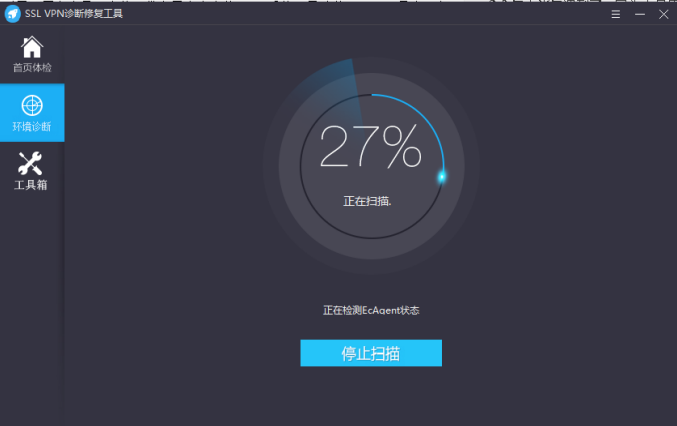 SSL VPN诊断修复工具
首页体检
环境诊断
工具箱
27%
正在扫描.
正在检测EcAgent状态
停止扫描